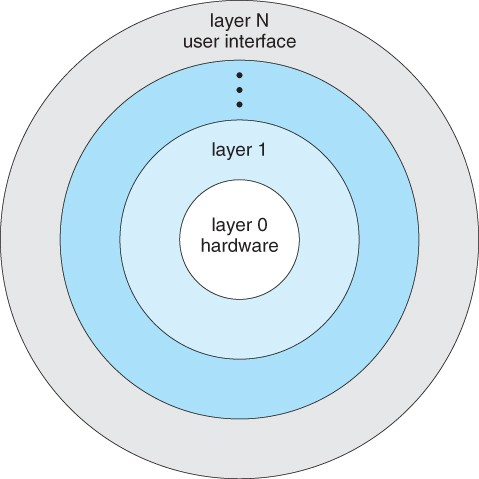 layer N
user interface
layer 1
layer 0
hardware